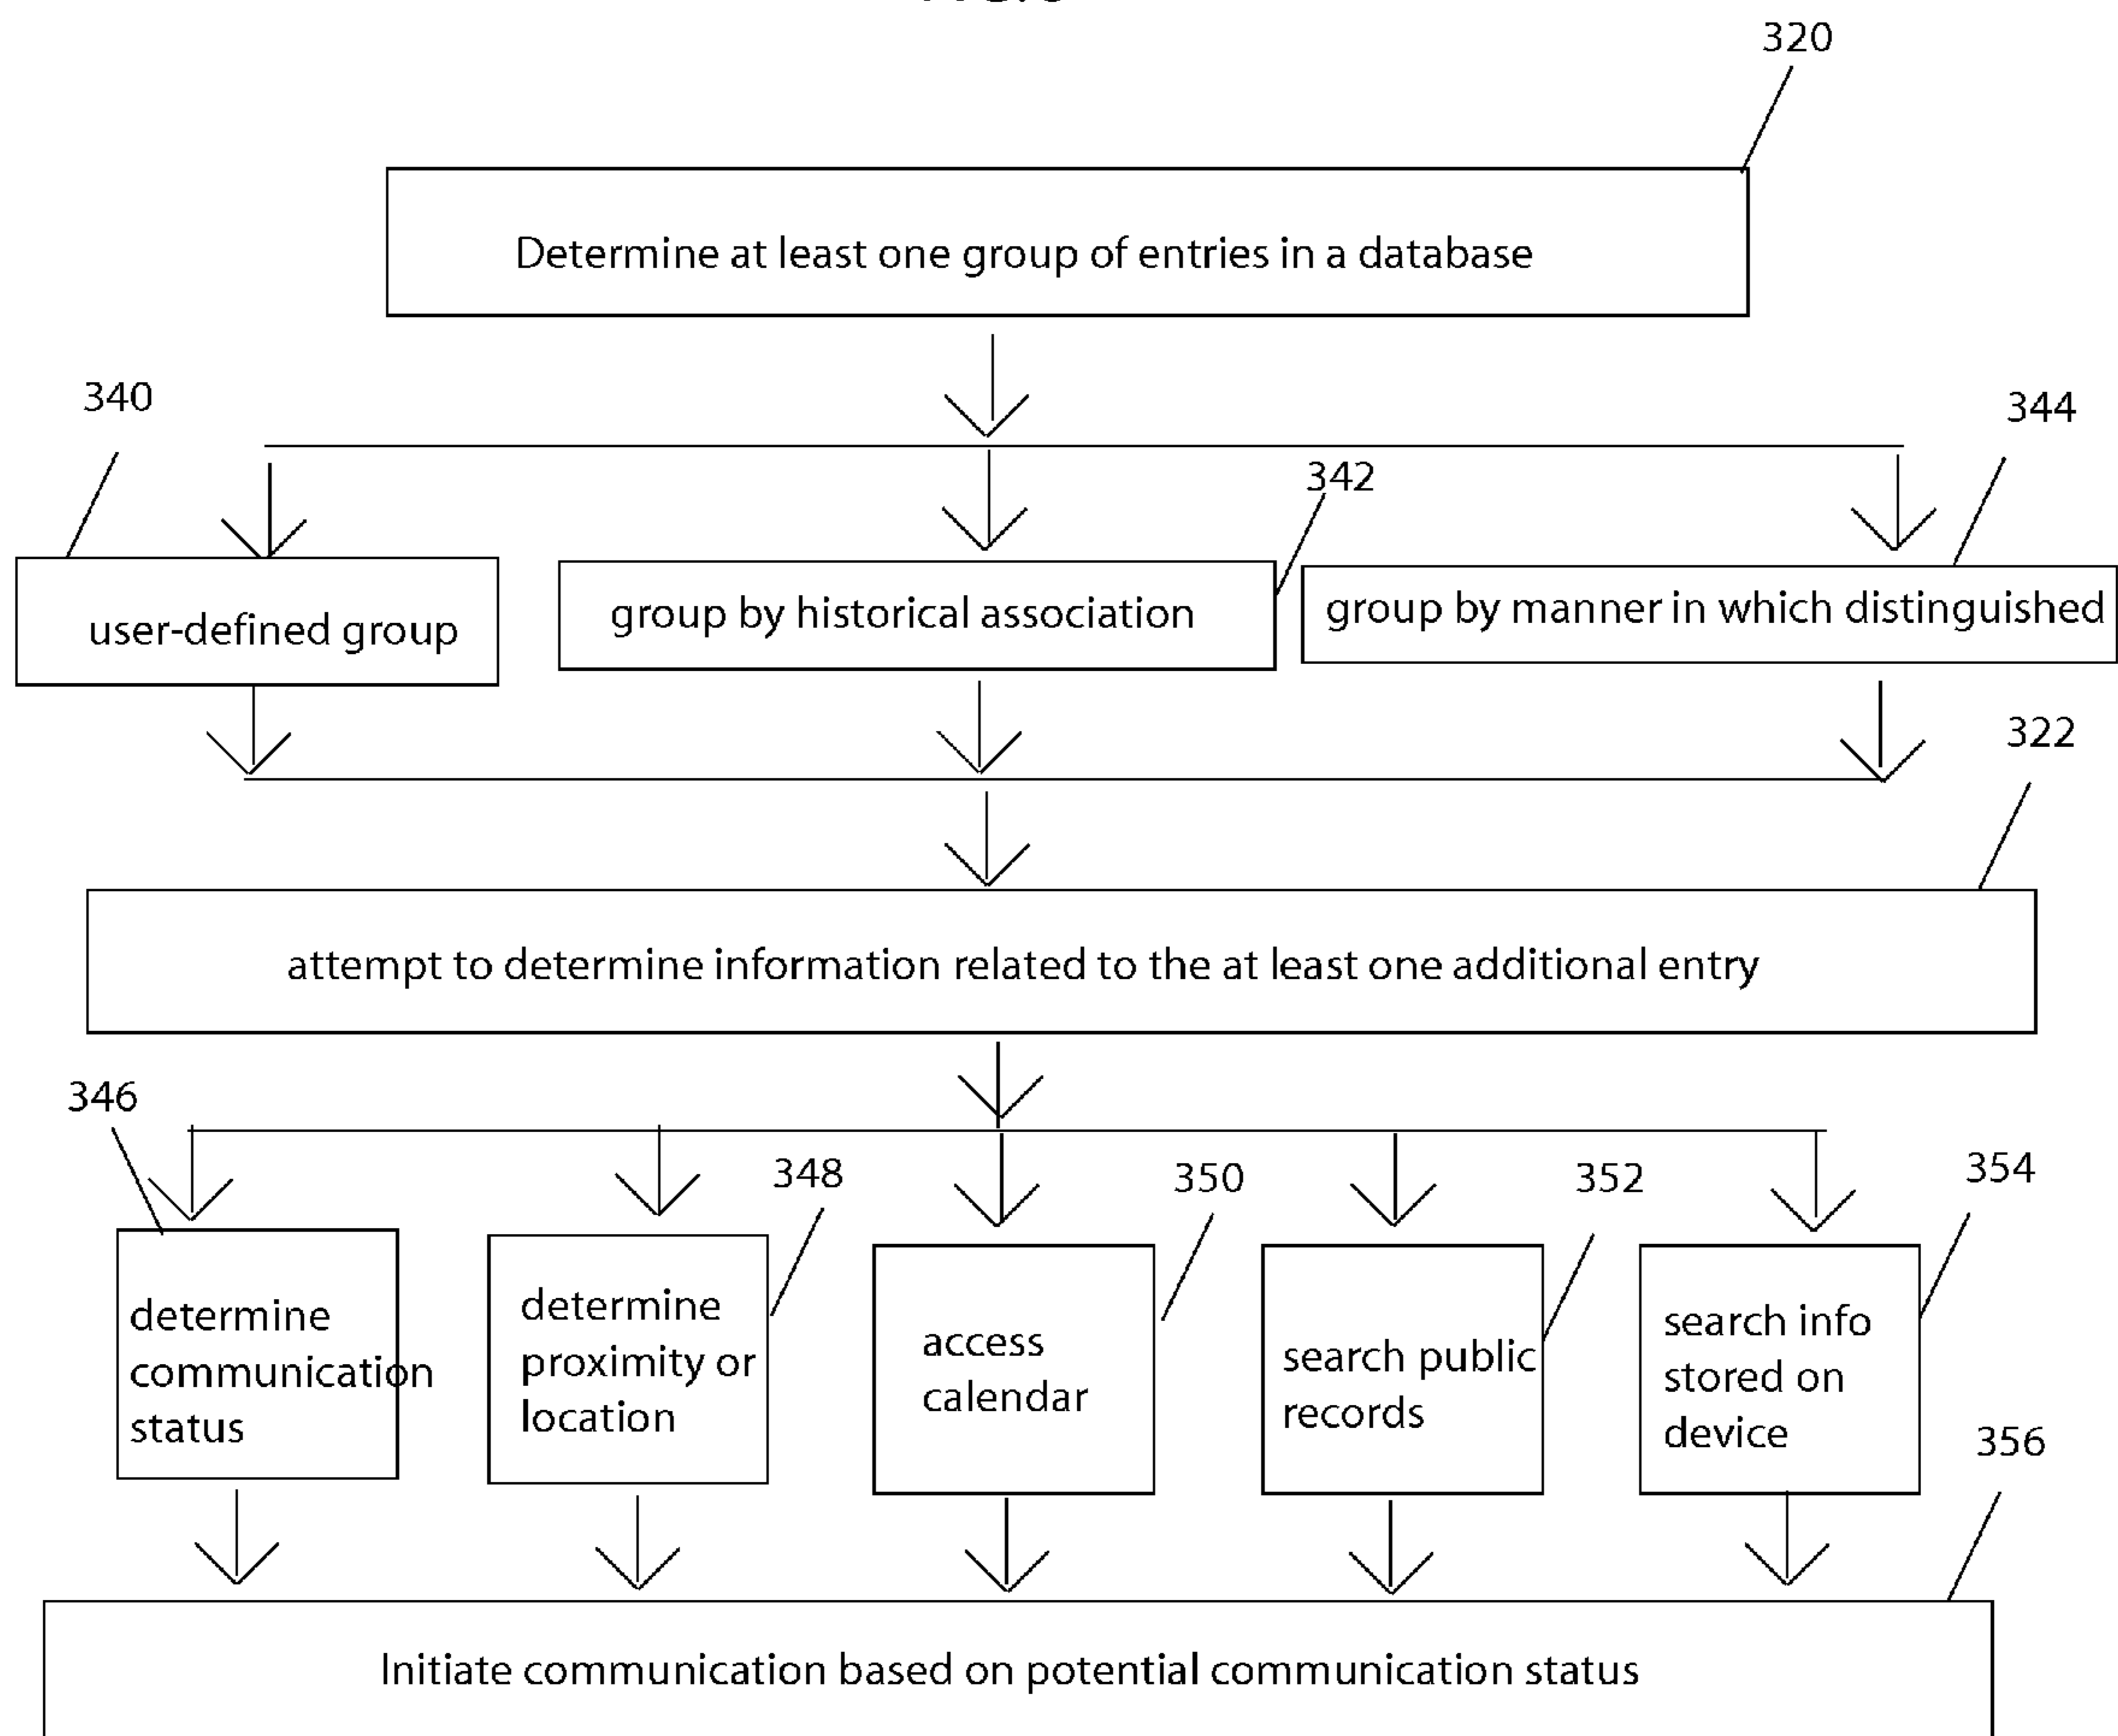 320
Determine at least one group of entries in a database
340
344
342
user-defined group
group by historical association
group by manner in which distinguished
322
attempt to determine information related to the at least one additional entry
346
348
350
352
354
determine
communication
status
determine
proximity or
location
access
calendar
search public
records
search info
stored on
device
356
Initiate communication based on potential communication status